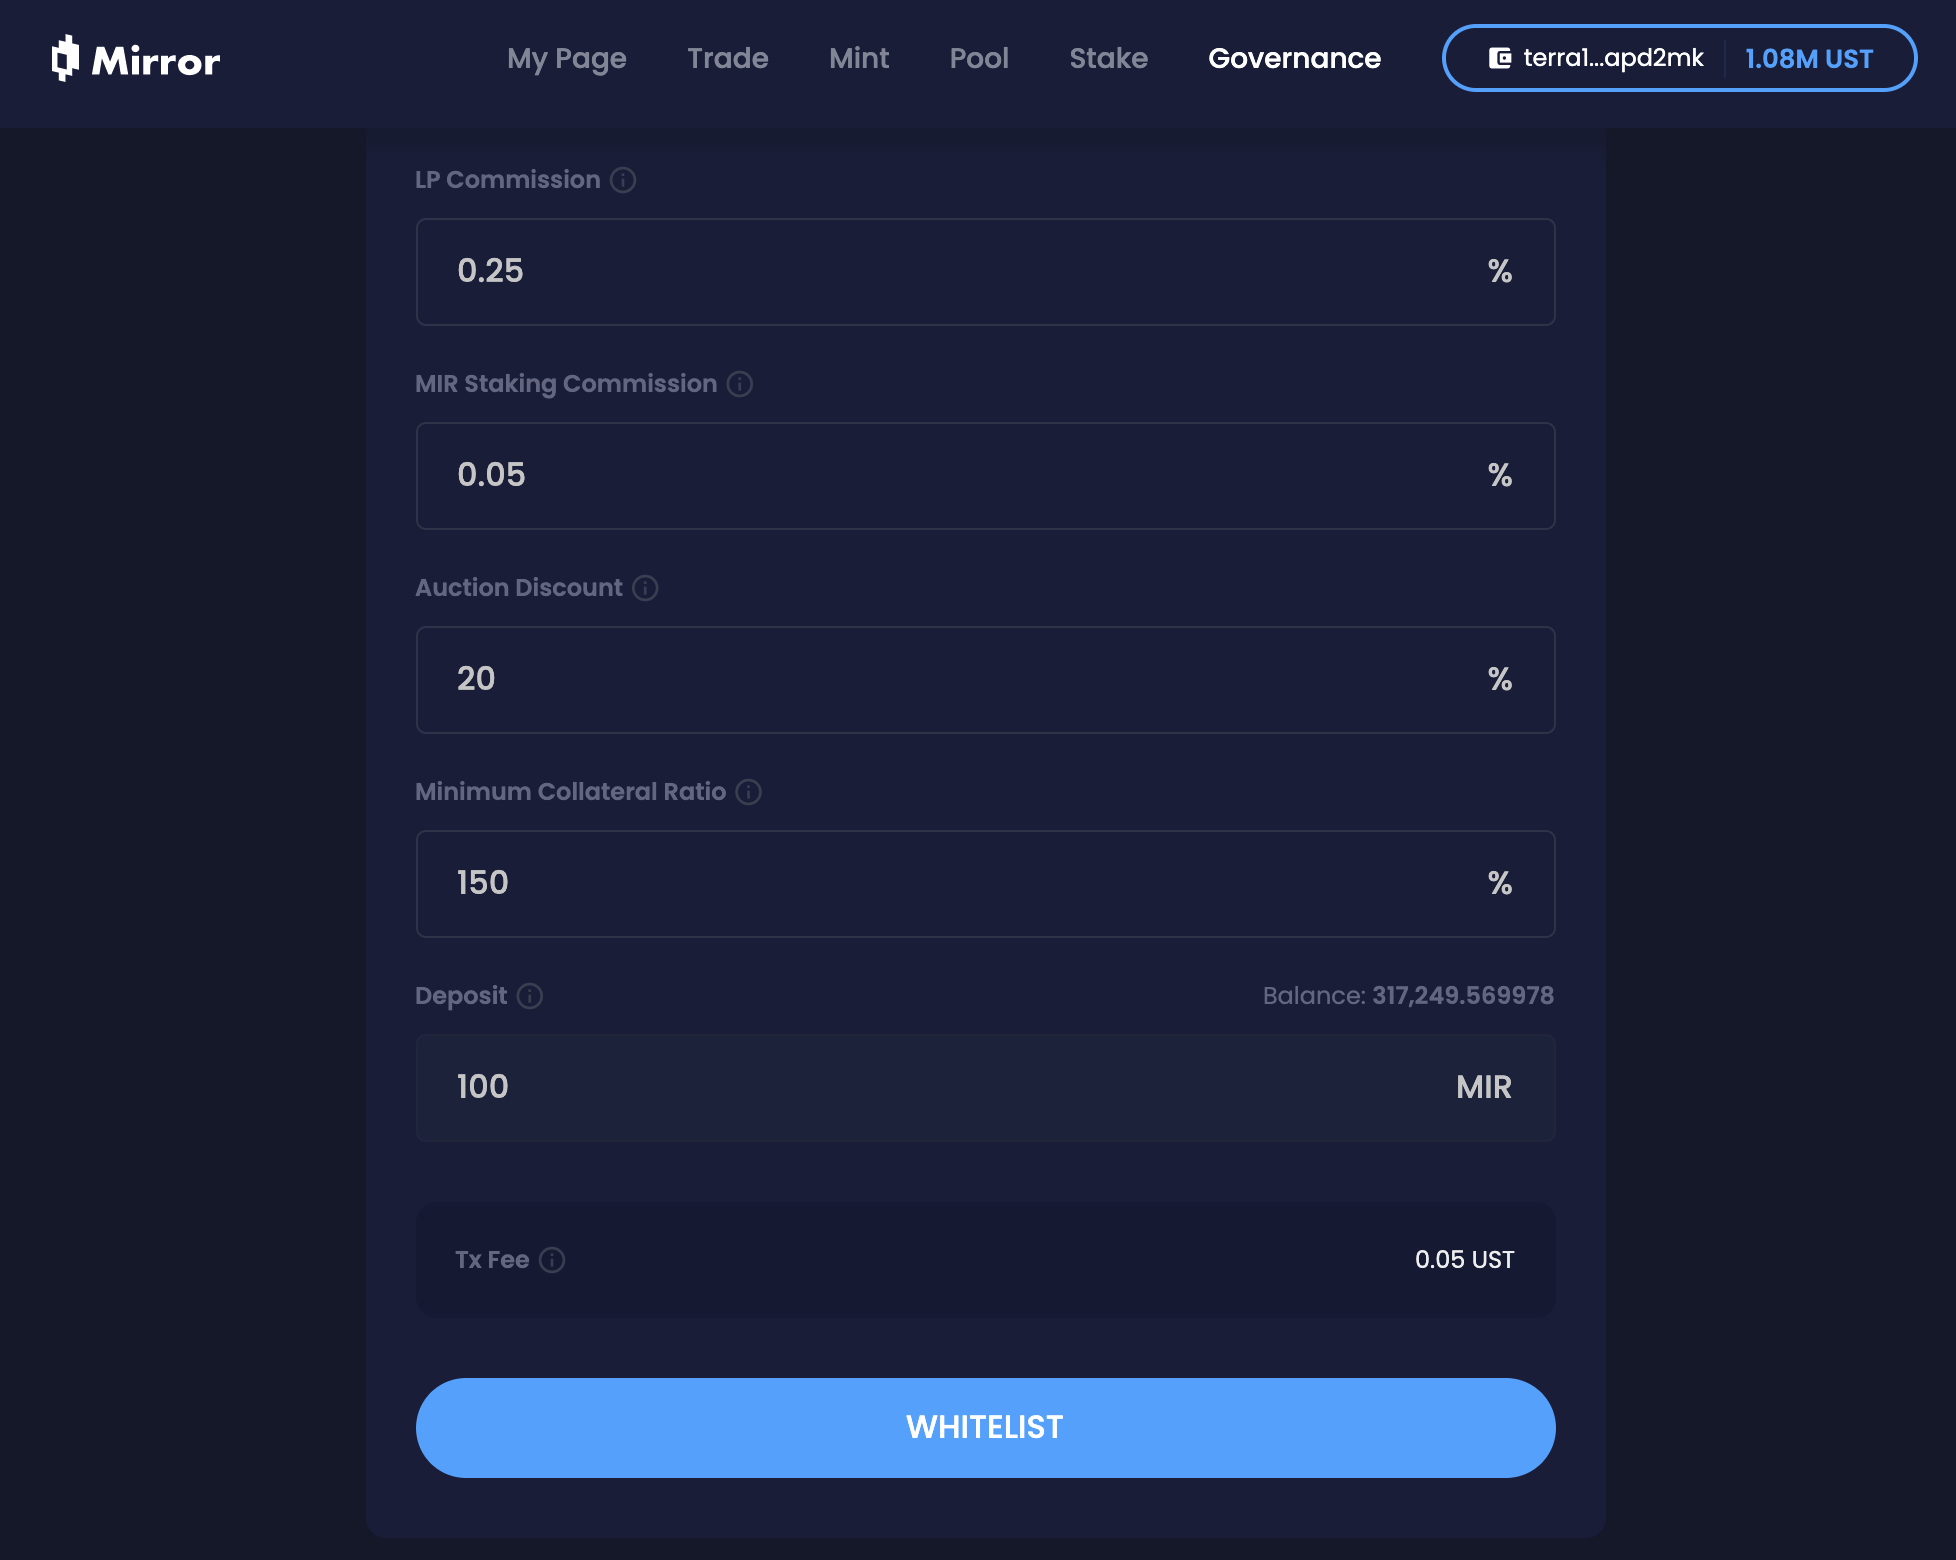 Mirror
My Page Trade Mint Pool Stake Governance terra1...apd2mk 1.08M UST
LP Commission
0.25 %
MIR Staking Commission
0.05 %
Auction Discount
20 %
Minimum Collateral Ratio
150 %
Deposit Balance: 317,249.569978
100 MIR
Tx Fee 0.05 UST
WHITELIST